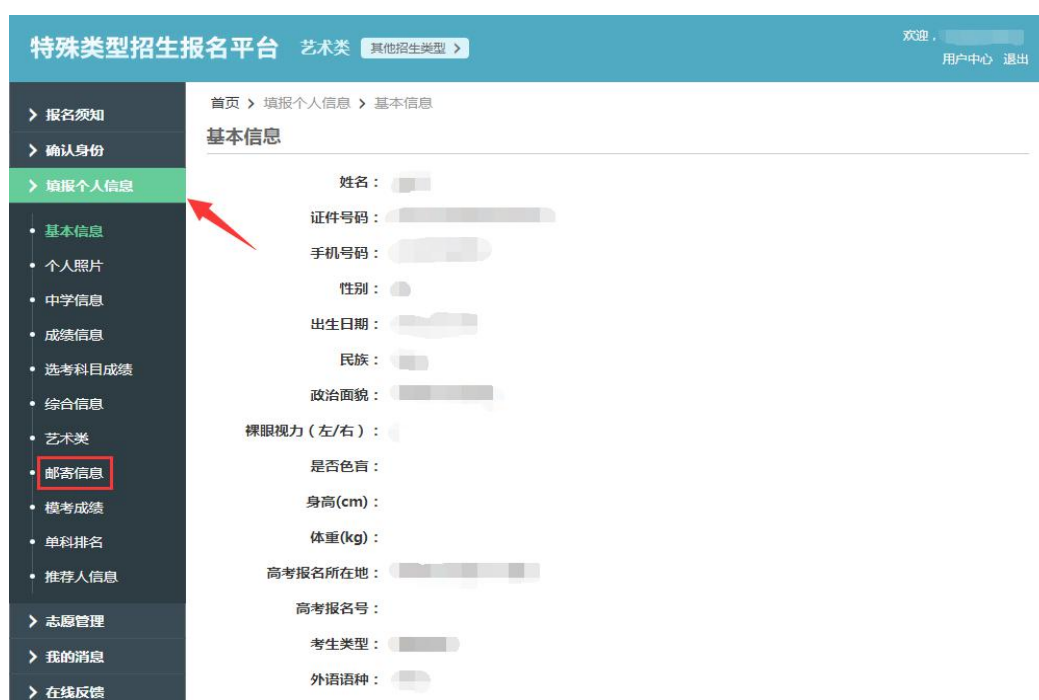 特殊类型招生报名平台 艺术类 其他招生类型 >
欢迎，
用户中心 退出
报名须知
确认身份
填报个人信息
基本信息
个人照片
中学信息
成绩信息
选考科目成绩
综合信息
艺术类
邮寄信息
模考成绩
单科排名
推荐人信息
志愿管理
我的消息
在线反馈
首页 > 填报个人信息 > 基本信息
基本信息
姓名：
证件号码：
手机号码：
性别：
出生日期：
民族：
政治面貌：
裸眼视力（左/右）：
是否色盲：
身高(cm)：
体重(kg)：
高考报名所在地：
高考报名号：
考生类型：
外语语种：